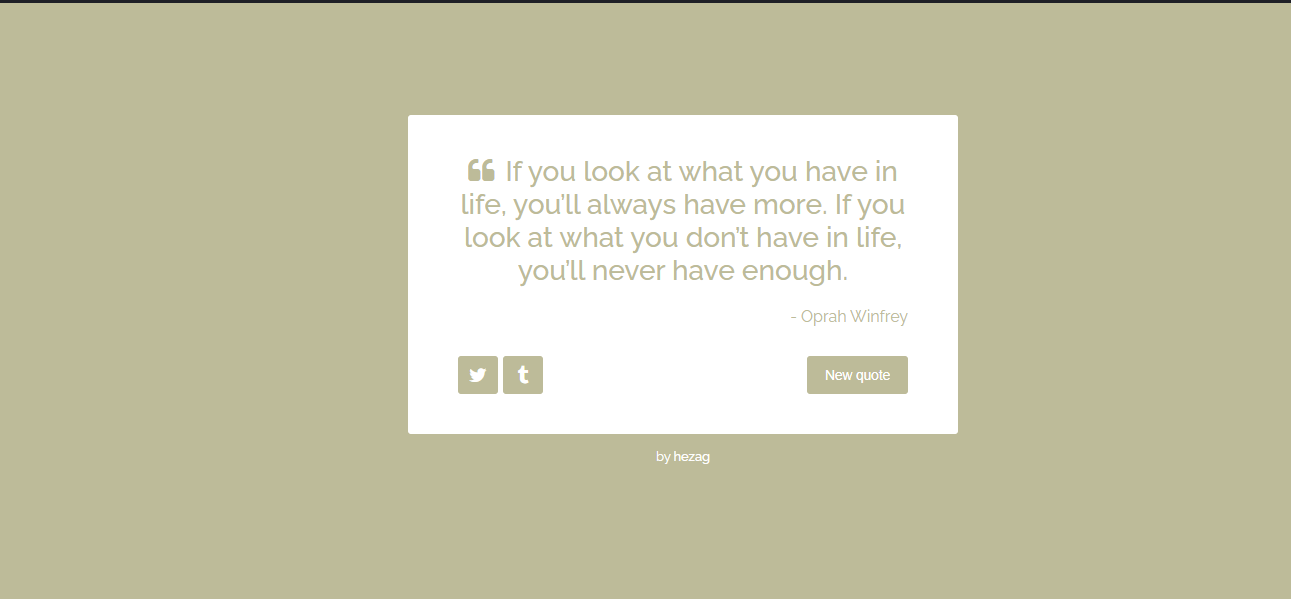 “ If you look at what you have in
life, you’ll always have more. If you
look at what you don’t have in life,
you’ll never have enough.
- Oprah Winfrey
New quote
by hezag